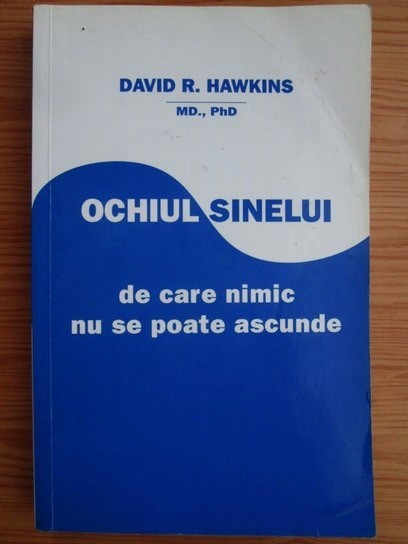 DAVID R. HAWKINS
MD., PhD
OCHIUL SINELUI
de care nimic
nu se poate ascunde